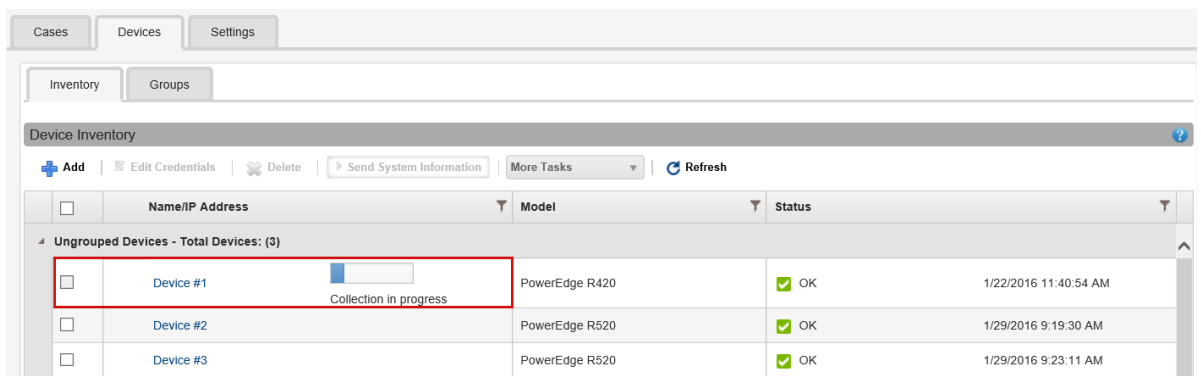 Cases Devices Settings
Inventory Groups
Device Inventory ?
Add Edit Credentials Delete Send System Information More Tasks Refresh
Name/IP Address Model Status
Ungrouped Devices - Total Devices: (3)
Device #1 PowerEdge R420 OK 1/22/2016 11:40:54 AM
Collection in progress
Device #2 PowerEdge R520 OK 1/29/2016 9:19:30 AM
Device #3 PowerEdge R520 OK 1/29/2016 9:23:11 AM